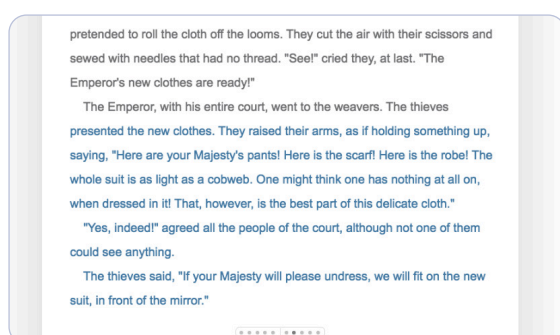 pretended to roll the cloth off the looms. They cut the air with their scissors and
sewed with needles that had no thread. "See!" cried they, at last. "The
Emperor's new clothes are ready!"
The Emperor, with his entire court, went to the weavers. The thieves
presented the new clothes. They raised their arms, as if holding something up,
saying, "Here are your Majesty's pants! Here is the scarf! Here is the robe! The
whole suit is as light as a cobweb. One might think one has nothing at all on,
when dressed in it! That, however, is the best part of this delicate cloth."
"Yes, indeed!" agreed all the people of the court, although not one of them
could see anything.
The thieves said, "If your Majesty will please undress, we will fit on the new
suit, in front of the mirror."